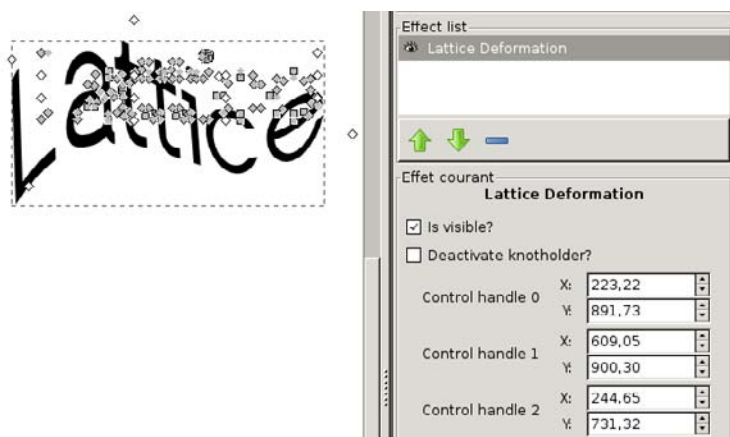 Lattice
Effect list
Lattice Deformation
Effet courant
Lattice Deformation
Is visible?
Deactivate knotholder?
Control handle 0
X: 223,22
Y: 891,73
Control handle 1
X: 609,05
Y: 900,30
Control handle 2
X: 244,65
Y: 731,32